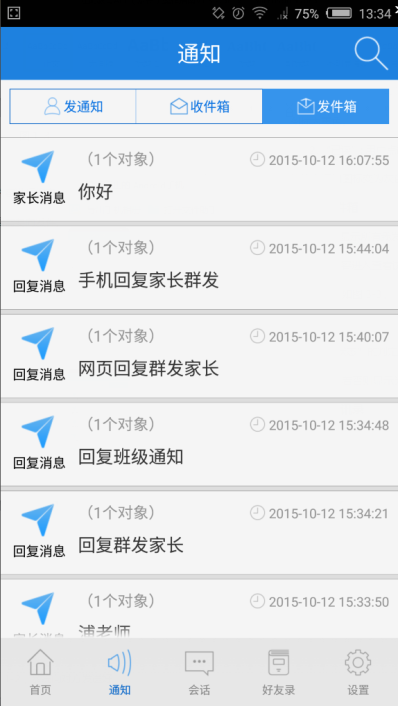 75% 13:34
通知
发通知 收件箱 发件箱
（1个对象） 2015-10-12 16:07:55
家长消息 你好
（1个对象） 2015-10-12 15:44:04
回复消息 手机回复家长群发
（1个对象） 2015-10-12 15:40:07
回复消息 网页回复群发家长
（1个对象） 2015-10-12 15:34:48
回复消息 回复班级通知
（1个对象） 2015-10-12 15:34:21
回复消息 回复群发家长
（1个对象） 2015-10-12 15:33:50
家长消息
首页 通知 会话 好友录 设置